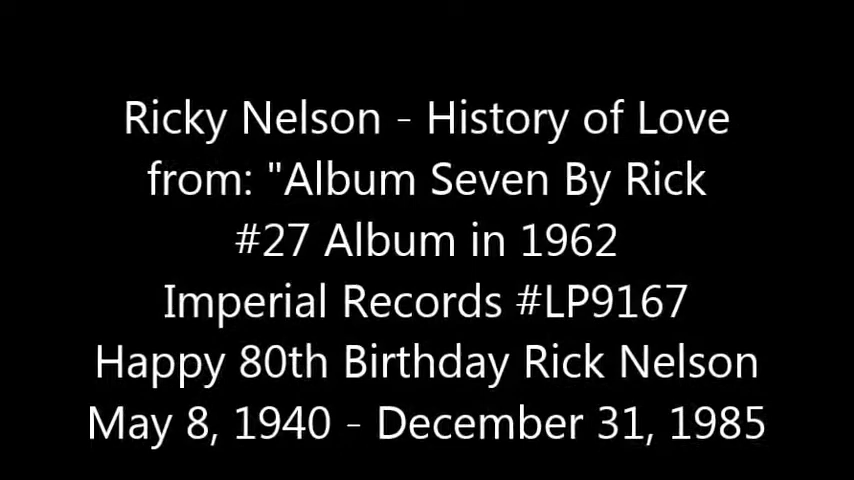 Ricky Nelson - History of Love
from: "Album Seven By Rick
#27 Album in 1962
Imperial Records #LP9167
Happy 80th Birthday Rick Nelson
May 8, 1940 - December 31, 1985